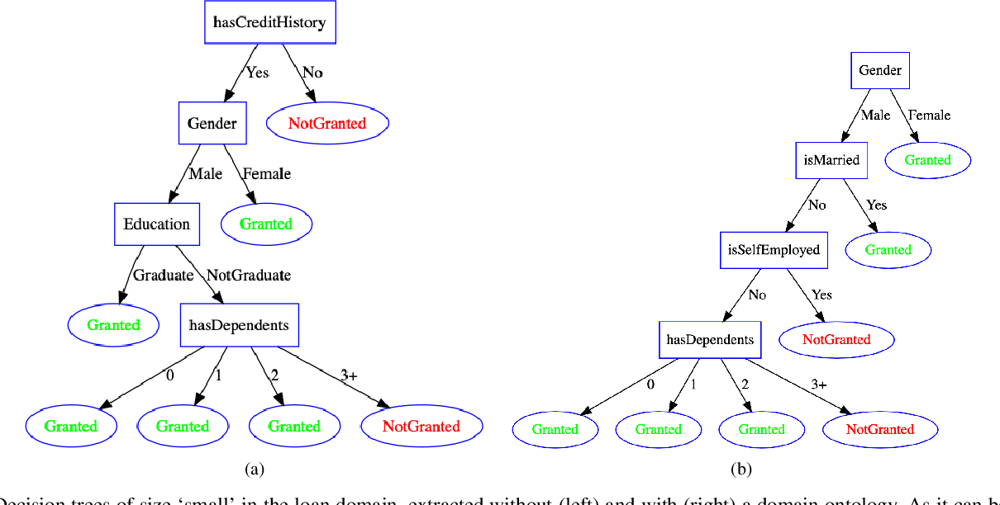 hasCreditHistory
Yes
No
Gender
NotGranted
Male
Female
Education
Granted
Graduate
NotGraduate
Granted
hasDependents
0
1
2
3+
Granted
Granted
Granted
NotGranted
(a)
Gender
Male
Female
isMarried
Granted
No
Yes
isSelfEmployed
Granted
No
Yes
hasDependents
NotGranted
0
1
2
3+
Granted
Granted
Granted
NotGranted
(b)
Decision trees of size ‘small’ in the loan domain, extracted without (left) and with (right) a domain ontology. As it can be